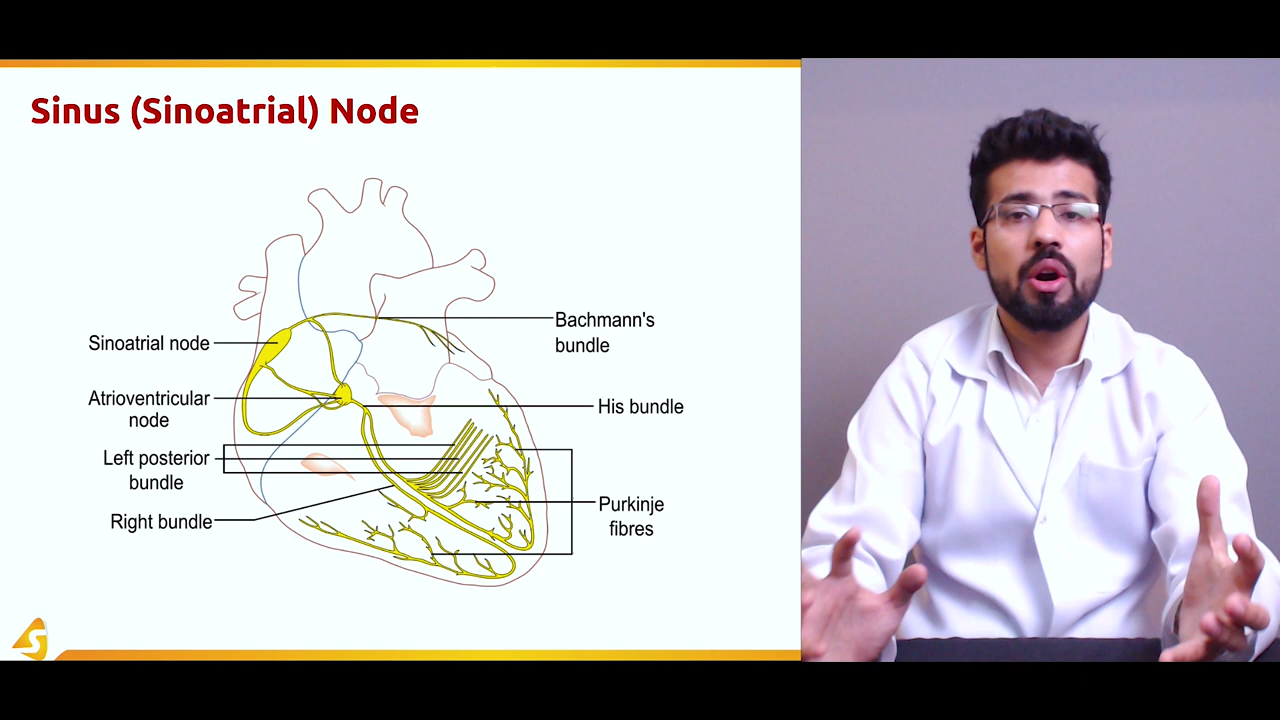 Sinus (Sinoatrial) Node
Bachmann's
bundle
Sinoatrial node
Atrioventricular
node
His bundle
Left posterior
bundle
Purkinje
fibres
Right bundle
S